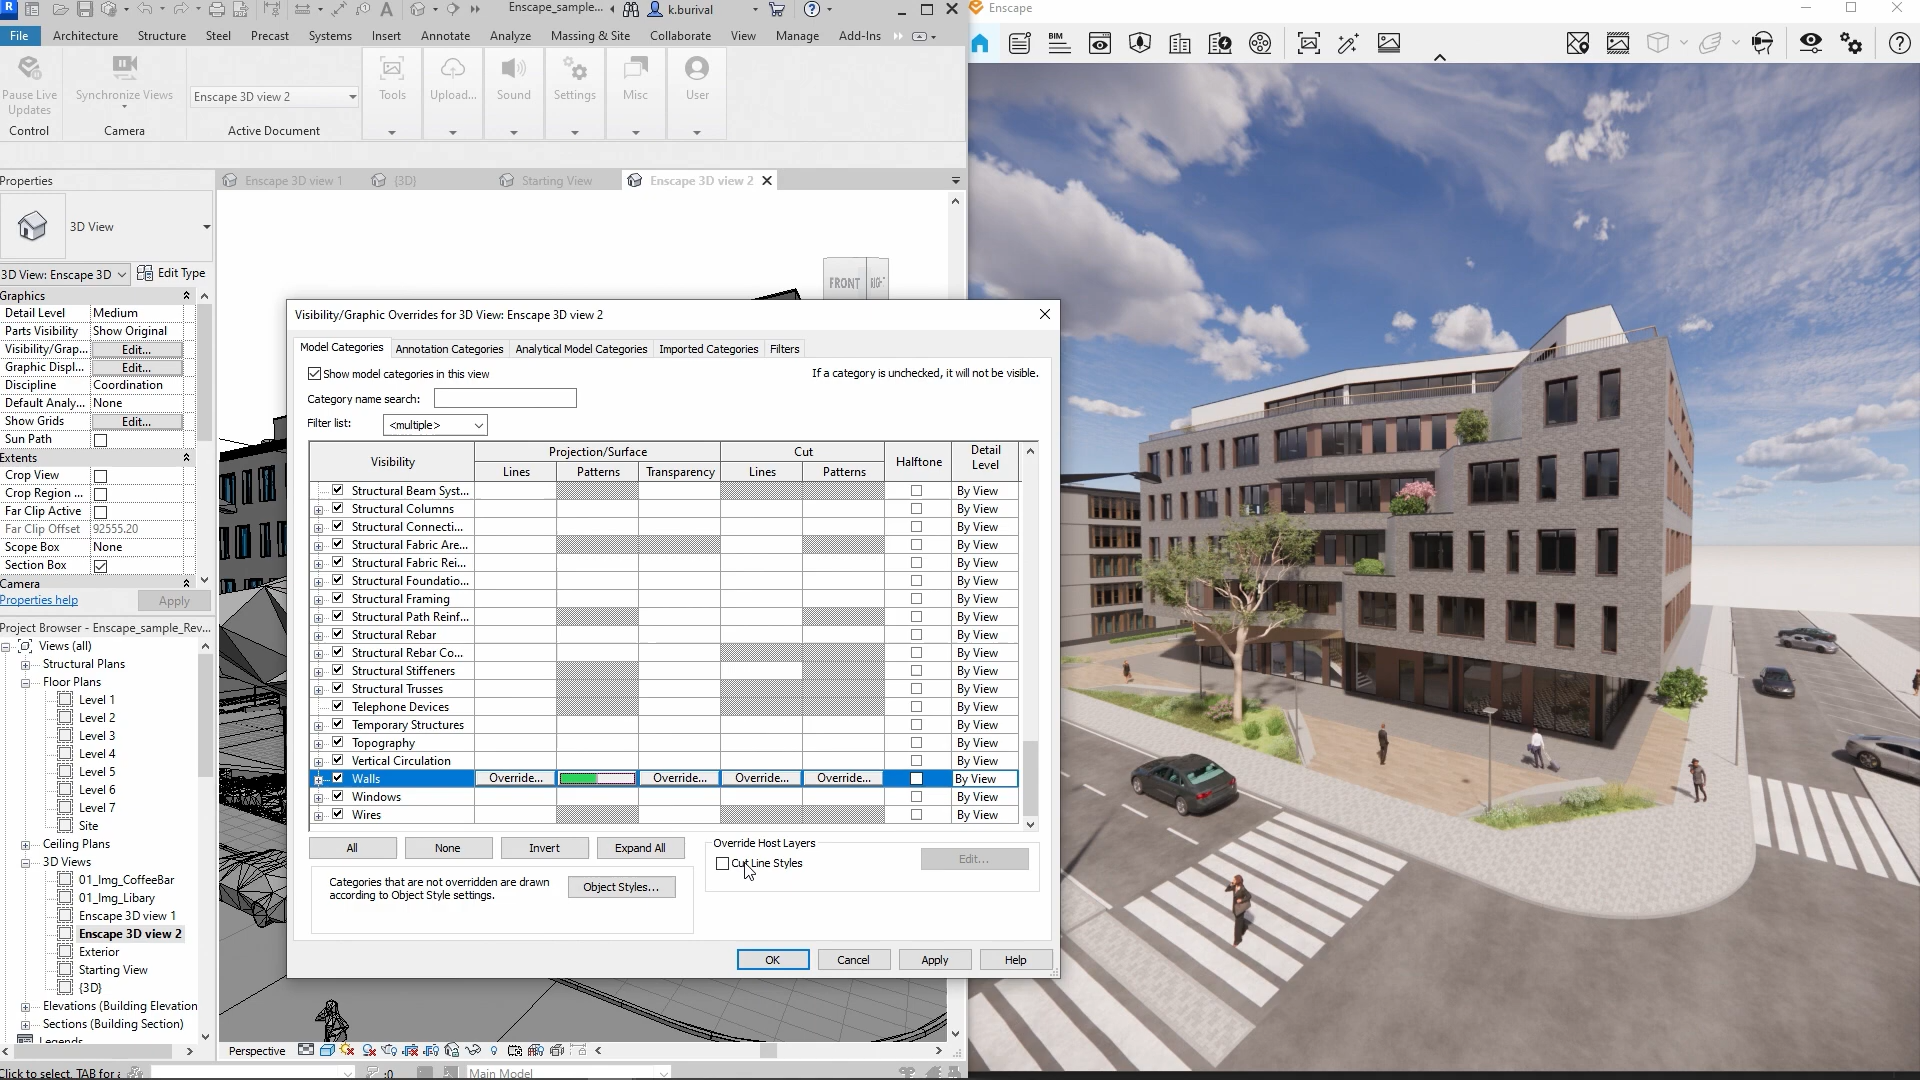 Enscape_sample...
k.burival
File
Architecture
Structure
Steel
Precast
Systems
Insert
Annotate
Analyze
Massing & Site
Collaborate
View
Manage
Add-Ins
Pause Live
Updates
Synchronize Views
Enscape 3D view 2
Tools
Upload...
Sound
Settings
Misc
User
Control
Camera
Active Document
Enscape
BIM
Properties
Enscape 3D view 1
{3D}
Starting View
Enscape 3D view 2
3D View
3D View: Enscape 3D
Edit Type
Graphics
Detail Level Medium
Parts Visibility Show Original
Visibility/Grap... Edit...
Graphic Displ... Edit...
Discipline Coordination
Default Analy... None
Show Grids Edit...
Sun Path
Extents
Crop View
Crop Region ...
Far Clip Active
Far Clip Offset 92555.20
Scope Box None
Section Box
Camera
Properties help
Apply
Project Browser - Enscape_sample_Rev...
Views (all)
Structural Plans
Floor Plans
Level 1
Level 2
Level 3
Level 4
Level 5
Level 6
Level 7
Site
Ceiling Plans
3D Views
01_Img_CoffeeBar
01_Img_Libary
Enscape 3D view 1
Enscape 3D view 2
Exterior
Starting View
{3D}
Elevations (Building Elevation
Sections (Building Section)
Legends
FRONT
Visibility/Graphic Overrides for 3D View: Enscape 3D view 2
Model Categories
Annotation Categories
Analytical Model Categories
Imported Categories
Filters
Show model categories in this view
If a category is unchecked, it will not be visible.
Category name search:
Filter list:
<multiple>
Visibility
Projection/Surface
Cut
Halftone
Detail
Level
Lines
Patterns
Transparency
Lines
Patterns
Structural Beam Syst... By View
Structural Columns By View
Structural Connecti... By View
Structural Fabric Are... By View
Structural Fabric Rei... By View
Structural Foundatio... By View
Structural Framing By View
Structural Path Reinf... By View
Structural Rebar By View
Structural Rebar Co... By View
Structural Stiffeners By View
Structural Trusses By View
Telephone Devices By View
Temporary Structures By View
Topography By View
Vertical Circulation By View
Walls Override... Override... Override... Override... By View
Windows By View
Wires By View
All
None
Invert
Expand All
Override Host Layers
Cut Line Styles
Edit...
Categories that are not overridden are drawn
according to Object Style settings.
Object Styles...
OK
Cancel
Apply
Help
Perspective
Click to select, TAB for a
:0
Main Model